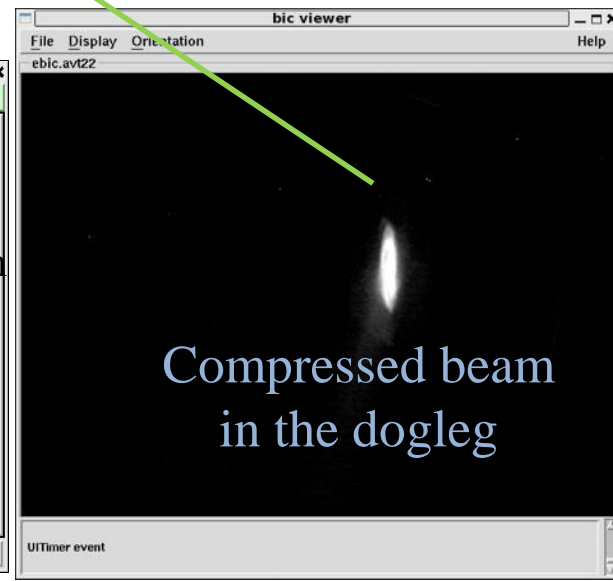 bic viewer
File Display Orientation Help
ebic.avt22
Compressed beam
in the dogleg
UITimer event